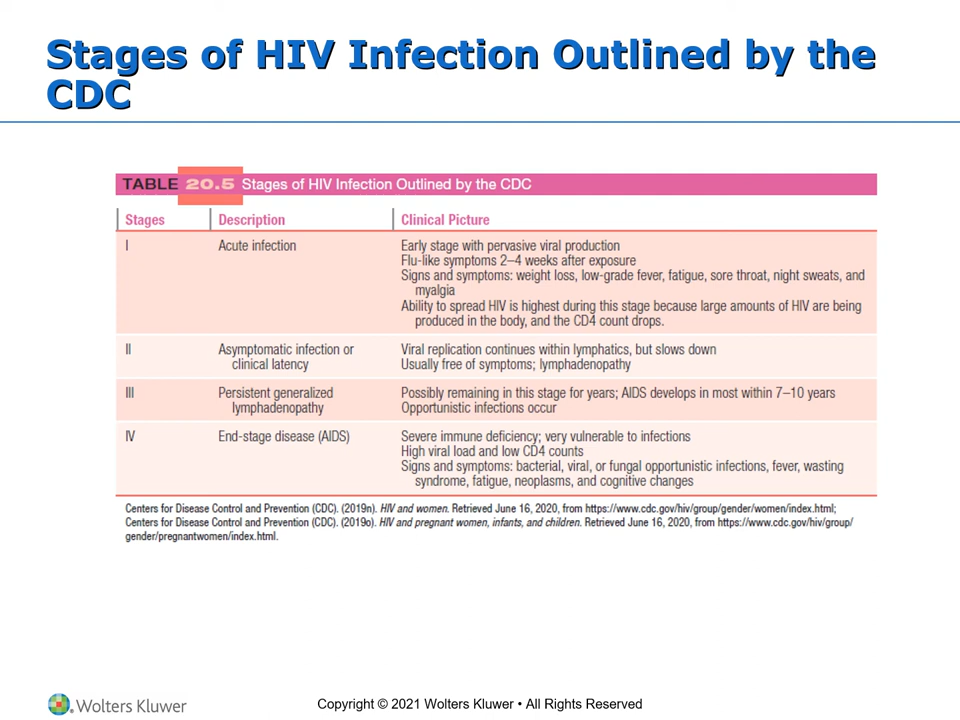 Stages of HIV Infection Outlined by the
CDC
TABLE 20.5 Stages of HIV Infection Outlined by the CDC
Stages Description Clinical Picture
I Acute infection Early stage with pervasive viral production
Flu-like symptoms 2–4 weeks after exposure
Signs and symptoms: weight loss, low-grade fever, fatigue, sore throat, night sweats, and
myalgia
Ability to spread HIV is highest during this stage because large amounts of HIV are being
produced in the body, and the CD4 count drops.
II Asymptomatic infection or Viral replication continues within lymphatics, but slows down
clinical latency Usually free of symptoms; lymphadenopathy
III Persistent generalized Possibly remaining in this stage for years; AIDS develops in most within 7–10 years
lymphadenopathy Opportunistic infections occur
IV End-stage disease (AIDS) Severe immune deficiency; very vulnerable to infections
High viral load and low CD4 counts
Signs and symptoms: bacterial, viral, or fungal opportunistic infections, fever, wasting
syndrome, fatigue, neoplasms, and cognitive changes
Centers for Disease Control and Prevention (CDC). (2019n). HIV and women. Retrieved June 16, 2020, from https://www.cdc.gov/hiv/group/gender/women/index.html;
Centers for Disease Control and Prevention (CDC). (2019o). HIV and pregnant women, infants, and children. Retrieved June 16, 2020, from https://www.cdc.gov/hiv/group/
gender/pregnantwomen/index.html.
Wolters Kluwer Copyright © 2021 Wolters Kluwer • All Rights Reserved